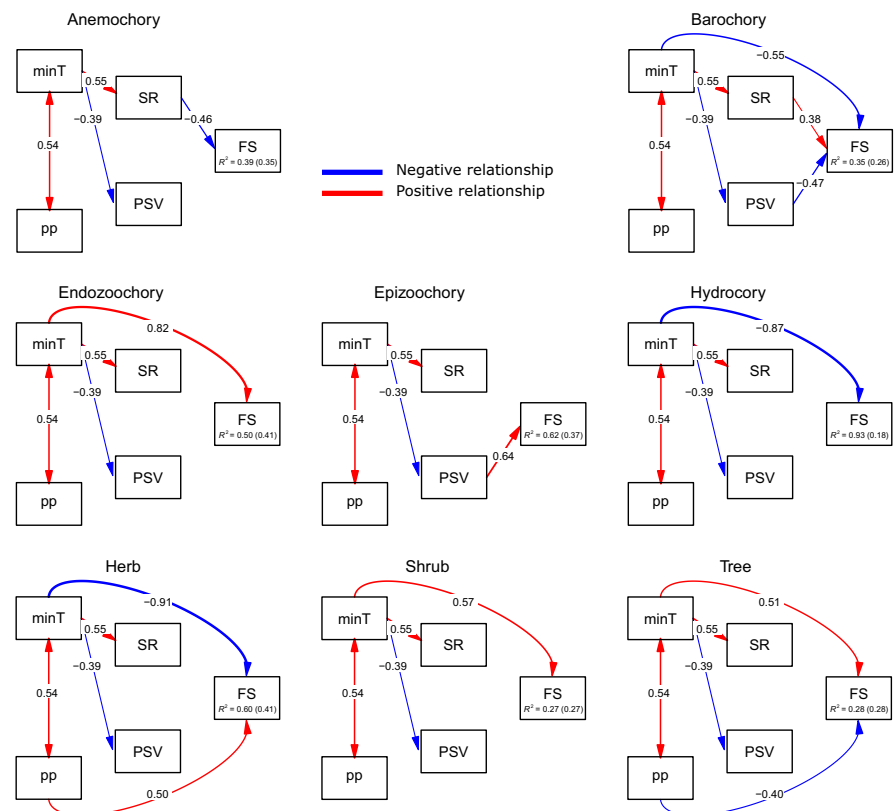 Anemochory
minT
0.55
SR
−0.39
−0.46
0.54
FS
R² = 0.39 (0.35)
PSV
pp
Negative relationship
Positive relationship
Barochory
−0.55
minT
0.55
SR
−0.39
0.38
0.54
FS
R² = 0.35 (0.26)
−0.47
PSV
pp
Endozoochory
0.82
minT
0.55
SR
−0.39
0.54
FS
R² = 0.50 (0.41)
PSV
pp
Epizoochory
minT
0.55
SR
−0.39
0.54
FS
R² = 0.62 (0.37)
0.64
PSV
pp
Hydrocory
−0.87
minT
0.55
SR
−0.39
0.54
FS
R² = 0.93 (0.18)
PSV
pp
Herb
−0.91
minT
0.55
SR
−0.39
0.54
FS
R² = 0.60 (0.41)
PSV
pp
0.50
Shrub
0.57
minT
0.55
SR
−0.39
0.54
FS
R² = 0.27 (0.27)
PSV
pp
Tree
0.51
minT
0.55
SR
−0.39
0.54
FS
R² = 0.28 (0.28)
PSV
pp
−0.40